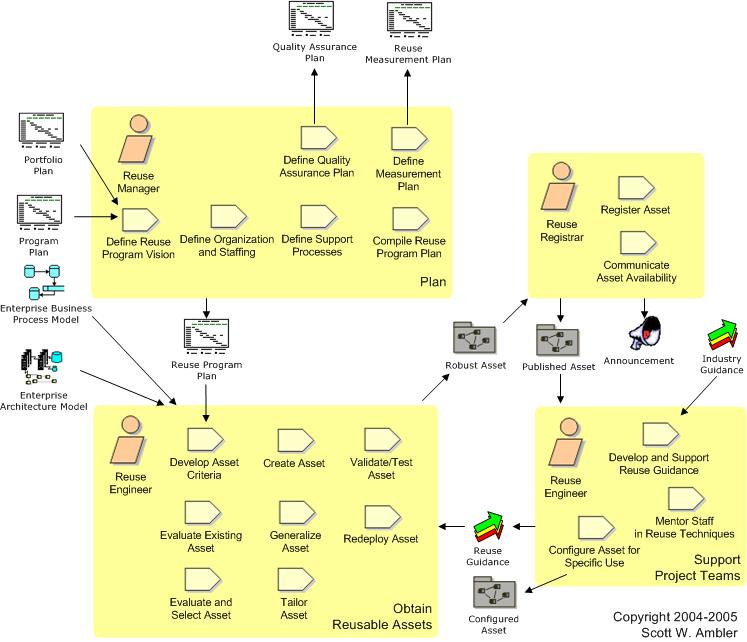 Quality Assurance
Plan
Reuse
Measurement Plan
Portfolio
Plan
Program
Plan
Reuse
Manager
Define Quality
Assurance Plan
Define
Measurement
Plan
Define Reuse
Program Vision
Define Organization
and Staffing
Define Support
Processes
Compile Reuse
Program Plan
Plan
Reuse
Registrar
Register Asset
Communicate
Asset Availability
Enterprise Business
Process Model
Enterprise
Architecture Model
Reuse Program
Plan
Robust Asset
Published Asset
Announcement
Industry
Guidance
Reuse
Engineer
Develop Asset
Criteria
Create Asset
Validate/Test
Asset
Evaluate Existing
Asset
Generalize
Asset
Redeploy Asset
Evaluate and
Select Asset
Tailor
Asset
Obtain
Reusable Assets
Reuse
Guidance
Configured
Asset
Reuse
Engineer
Develop and Support
Reuse Guidance
Mentor Staff
in Reuse Techniques
Configure Asset for
Specific Use
Support
Project Teams
Copyright 2004-2005
Scott W. Ambler